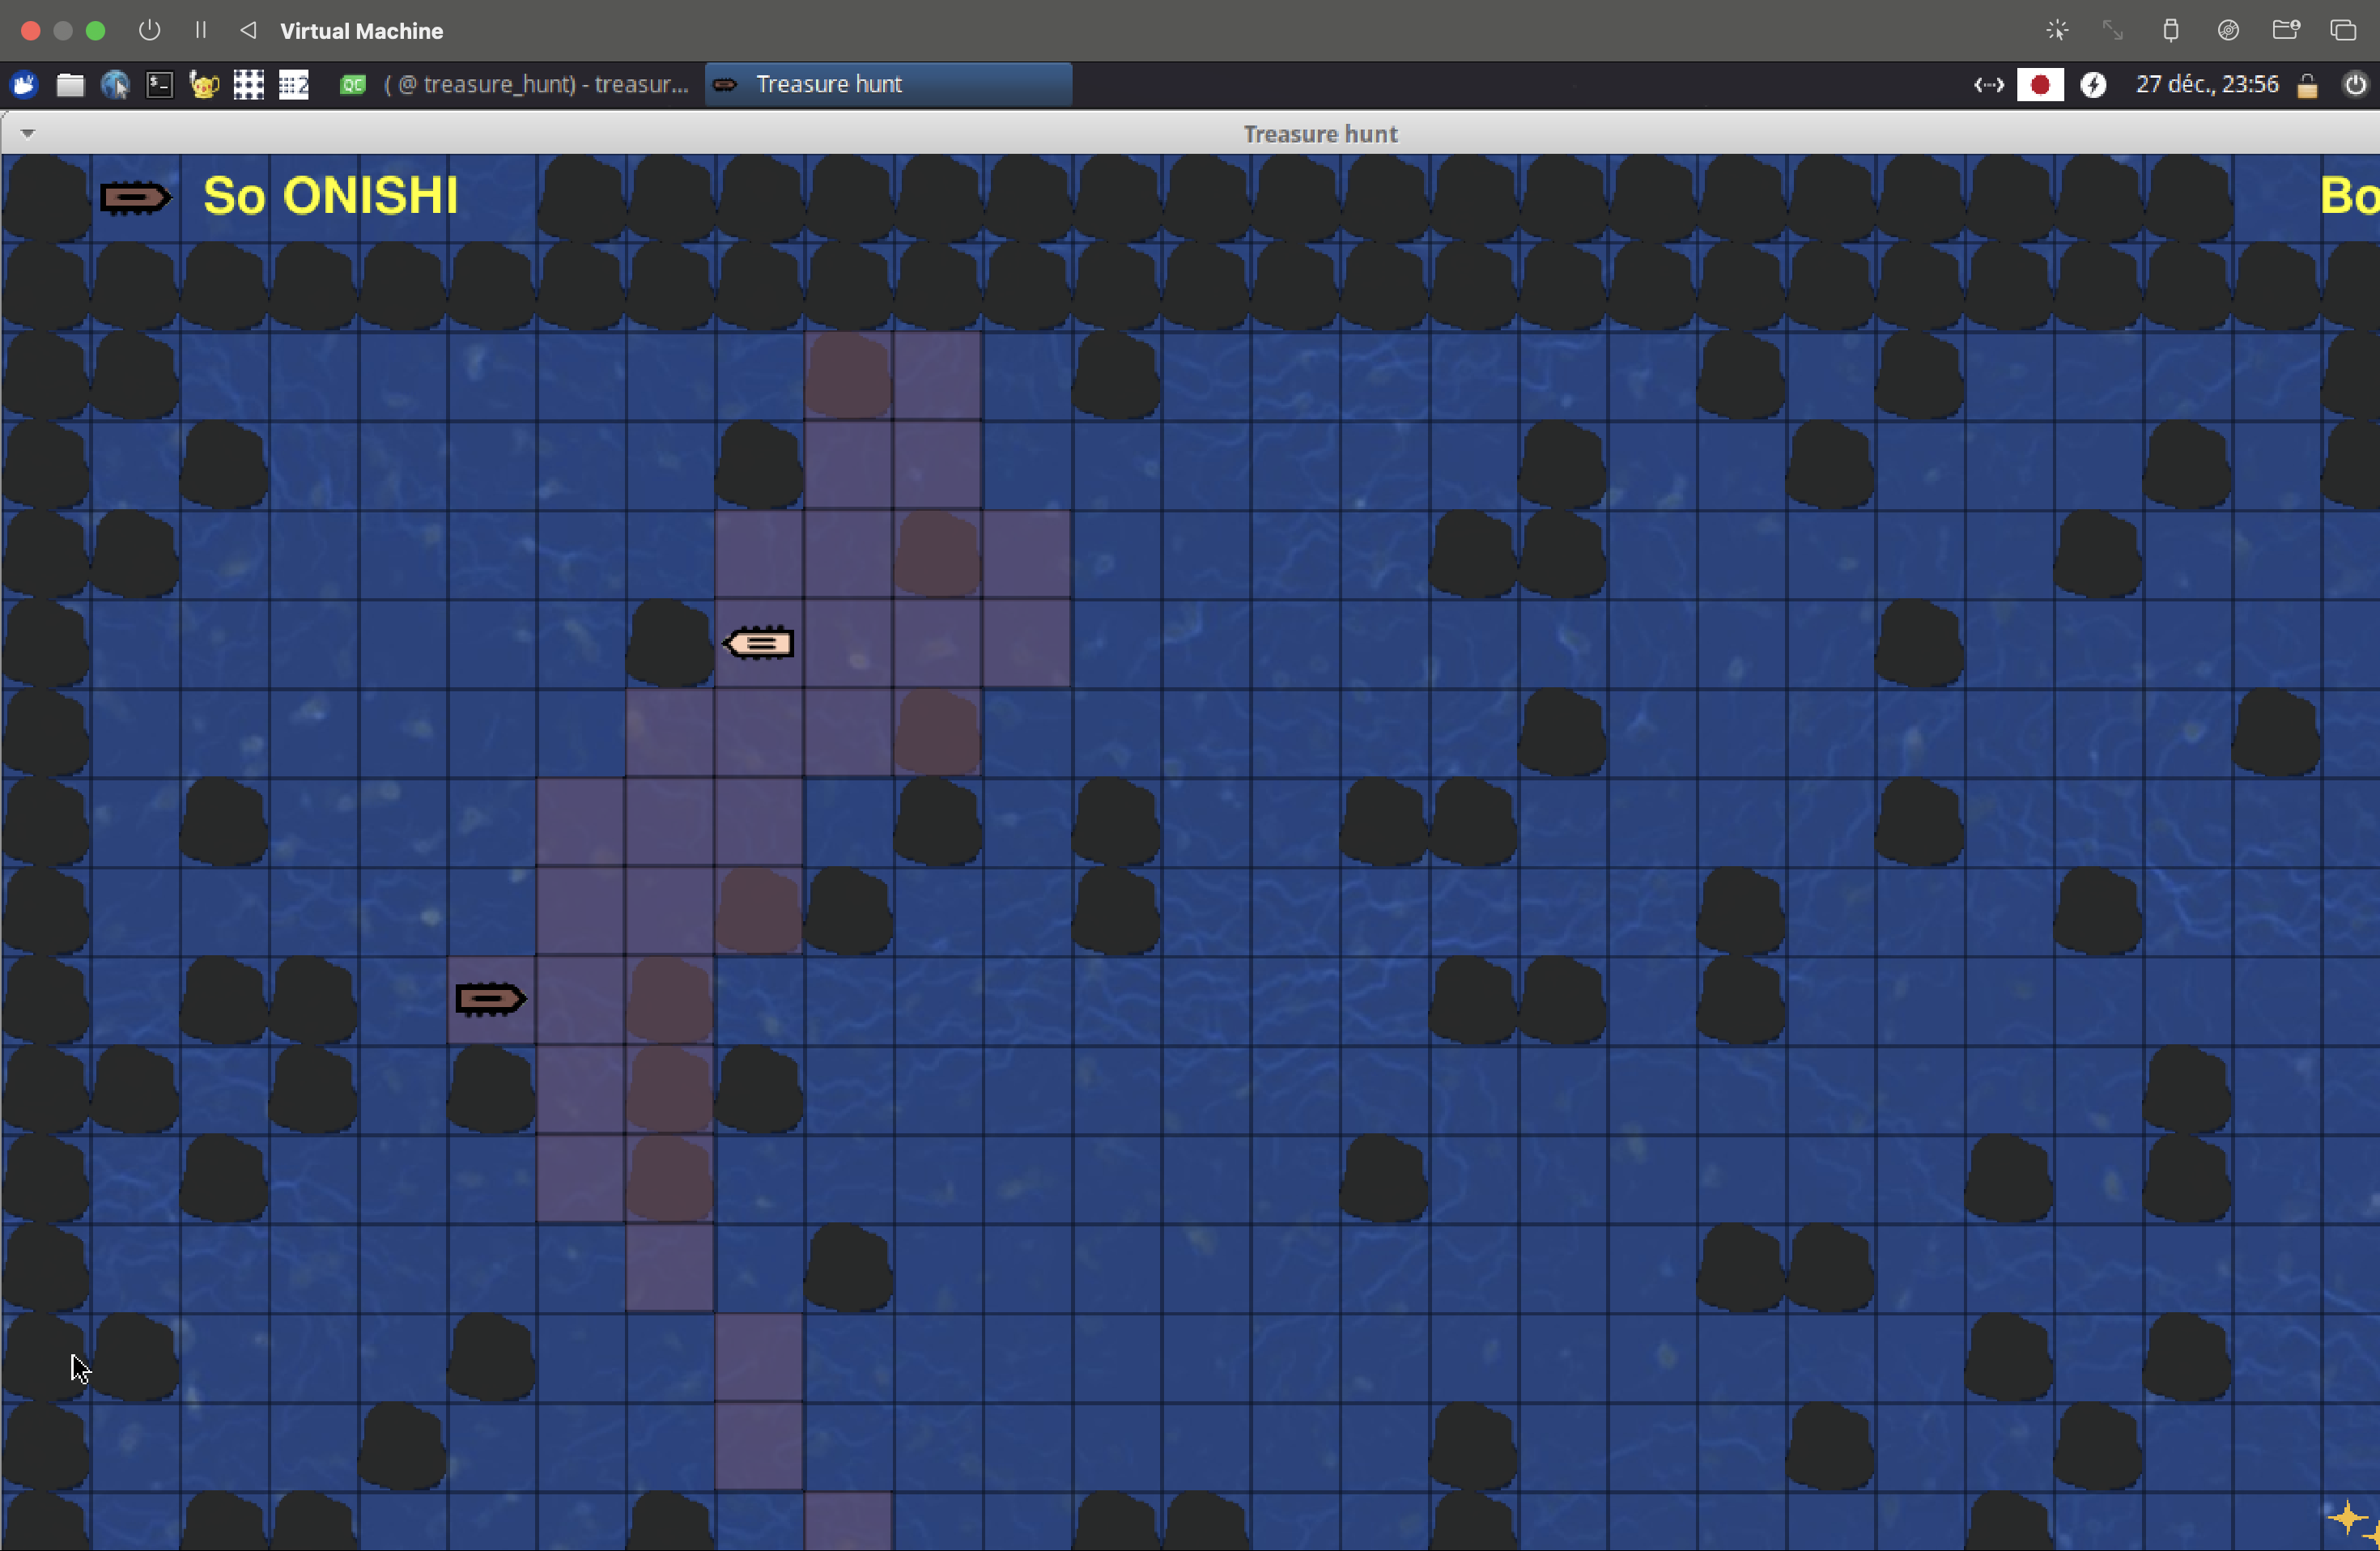 Virtual Machine
( @ treasure_hunt) - treasur...
Treasure hunt
27 déc., 23:56
Treasure hunt
So ONISHI
Bo